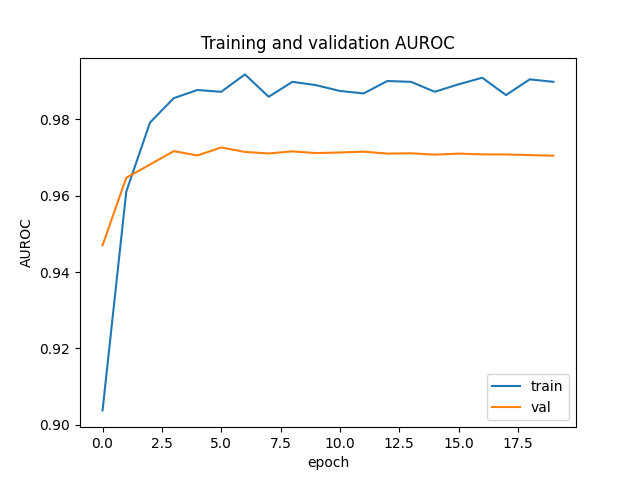 Training and validation AUROC
AUROC
0.98
0.96
0.94
0.92
0.90
0.0 2.5 5.0 7.5 10.0 12.5 15.0 17.5
epoch
train
val